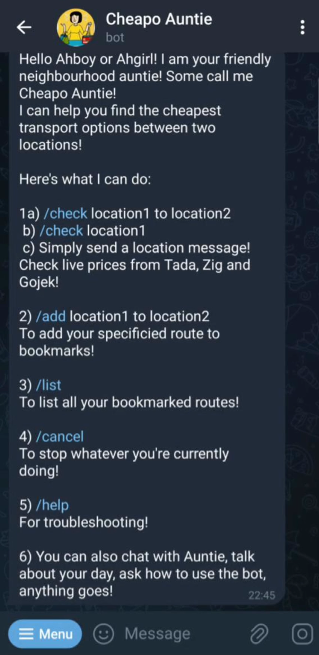 Cheapo Auntie
bot
Hello Ahboy or Ahgirl! I am your friendly
neighbourhood auntie! Some call me
Cheapo Auntie!
I can help you find the cheapest
transport options between two
locations!
Here's what I can do:
1a) /check location1 to location2
b) /check location1
c) Simply send a location message!
Check live prices from Tada, Zig and
Gojek!
2) /add location1 to location2
To add your specificied route to
bookmarks!
3) /list
To list all your bookmarked routes!
4) /cancel
To stop whatever you're currently
doing!
5) /help
For troubleshooting!
6) You can also chat with Auntie, talk
about your day, ask how to use the bot,
anything goes!
22:45
Menu
Message